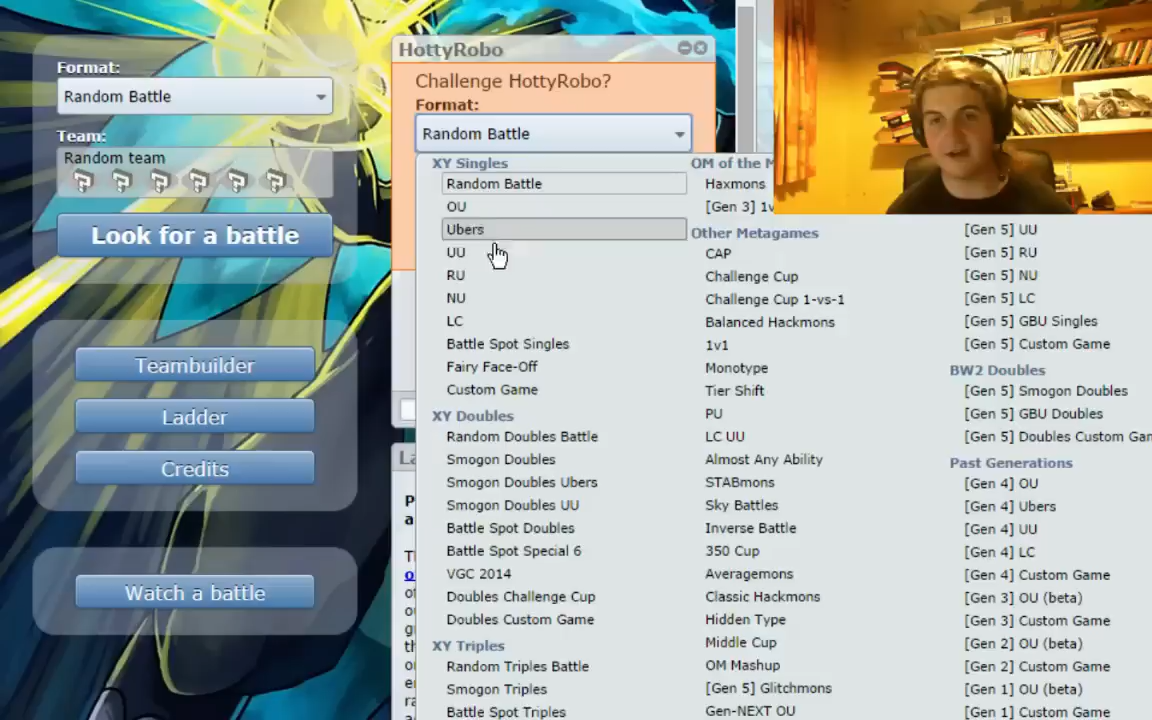 Format:
Random Battle
Team:
Random team
Look for a battle
Teambuilder
Ladder
Credits
Watch a battle
HottyRobo
Challenge HottyRobo?
Format:
Random Battle
XY Singles
Random Battle
OU
Ubers
UU
RU
NU
LC
Battle Spot Singles
Fairy Face-Off
Custom Game
XY Doubles
Random Doubles Battle
Smogon Doubles
Smogon Doubles Ubers
Smogon Doubles UU
Battle Spot Doubles
Battle Spot Special 6
VGC 2014
Doubles Challenge Cup
Doubles Custom Game
XY Triples
Random Triples Battle
Smogon Triples
Battle Spot Triples
OM of the M
Haxmons
[Gen 3] 1v
Other Metagames
CAP
Challenge Cup
Challenge Cup 1-vs-1
Balanced Hackmons
1v1
Monotype
Tier Shift
PU
LC UU
Almost Any Ability
STABmons
Sky Battles
Inverse Battle
350 Cup
Averagemons
Classic Hackmons
Hidden Type
Middle Cup
OM Mashup
[Gen 5] Glitchmons
Gen-NEXT OU
[Gen 5] UU
[Gen 5] RU
[Gen 5] NU
[Gen 5] LC
[Gen 5] GBU Singles
[Gen 5] Custom Game
BW2 Doubles
[Gen 5] Smogon Doubles
[Gen 5] GBU Doubles
[Gen 5] Doubles Custom Gam
Past Generations
[Gen 4] OU
[Gen 4] Ubers
[Gen 4] UU
[Gen 4] LC
[Gen 4] Custom Game
[Gen 3] OU (beta)
[Gen 3] Custom Game
[Gen 2] OU (beta)
[Gen 2] Custom Game
[Gen 1] OU (beta)
[Gen 1] Custom Game